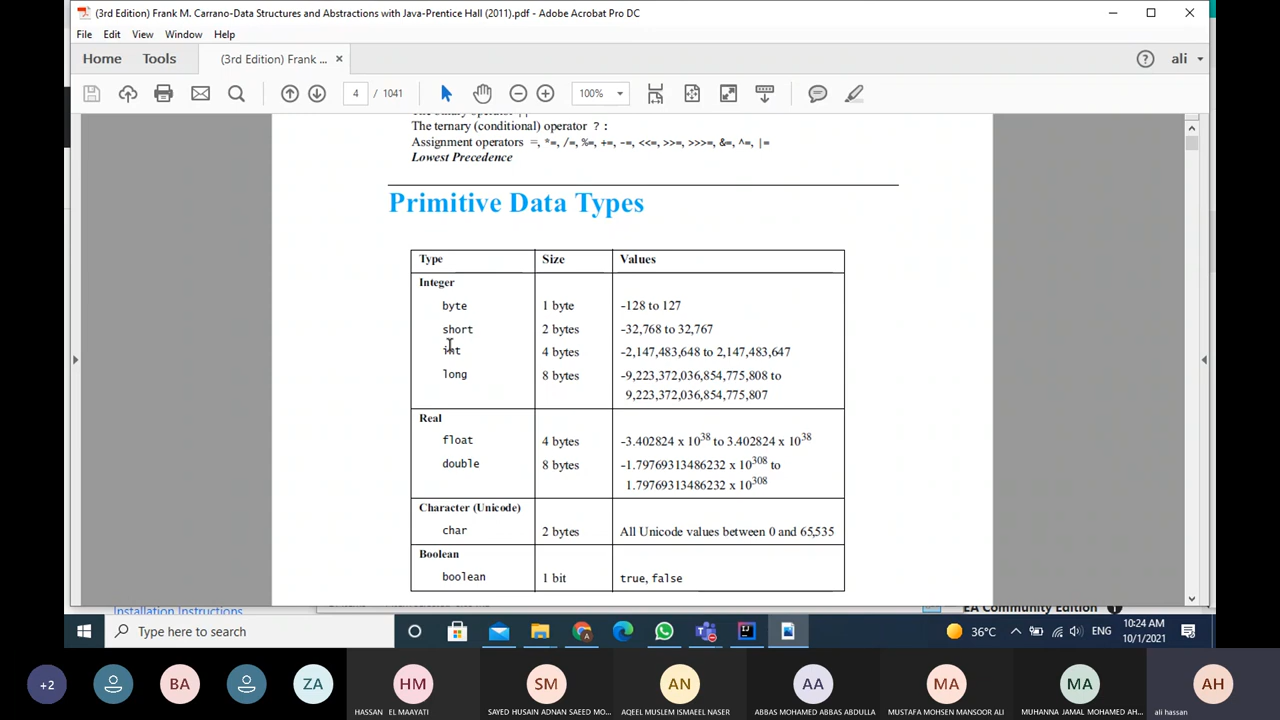 (3rd Edition) Frank M. Carrano-Data Structures and Abstractions with Java-Prentice Hall (2011).pdf - Adobe Acrobat Pro DC
File Edit View Window Help
Home Tools (3rd Edition) Frank ... ×
? ali
4 / 1041 100%
The ternary (conditional) operator ? :
Assignment operators =, *=, /=, %=, +=, -=, <<=, >>=, >>>=, &=, ^=, |=
Lowest Precedence
Primitive Data Types
Type Size Values
Integer
byte 1 byte -128 to 127
short 2 bytes -32,768 to 32,767
int 4 bytes -2,147,483,648 to 2,147,483,647
long 8 bytes -9,223,372,036,854,775,808 to
9,223,372,036,854,775,807
Real
float 4 bytes -3.402824 x 10^38 to 3.402824 x 10^38
double 8 bytes -1.79769313486232 x 10^308 to
1.79769313486232 x 10^308
Character (Unicode)
char 2 bytes All Unicode values between 0 and 65,535
Boolean
boolean 1 bit true, false
Installation Instructions
EA Community Edition
Type here to search
36°C ENG 10:24 AM
10/1/2021
+2 BA ZA HM SM AN AA MA MA AH
HASSAN EL MAAYATI SAYED HUSAIN ADNAN SAEED MO... AQEEL MUSLEM ISMAEEL NASER ABBAS MOHAMED ABBAS ABDULLA MUSTAFA MOHSEN MANSOOR ALI MUHANNA JAMAL MOHAMED AH... ali hassan